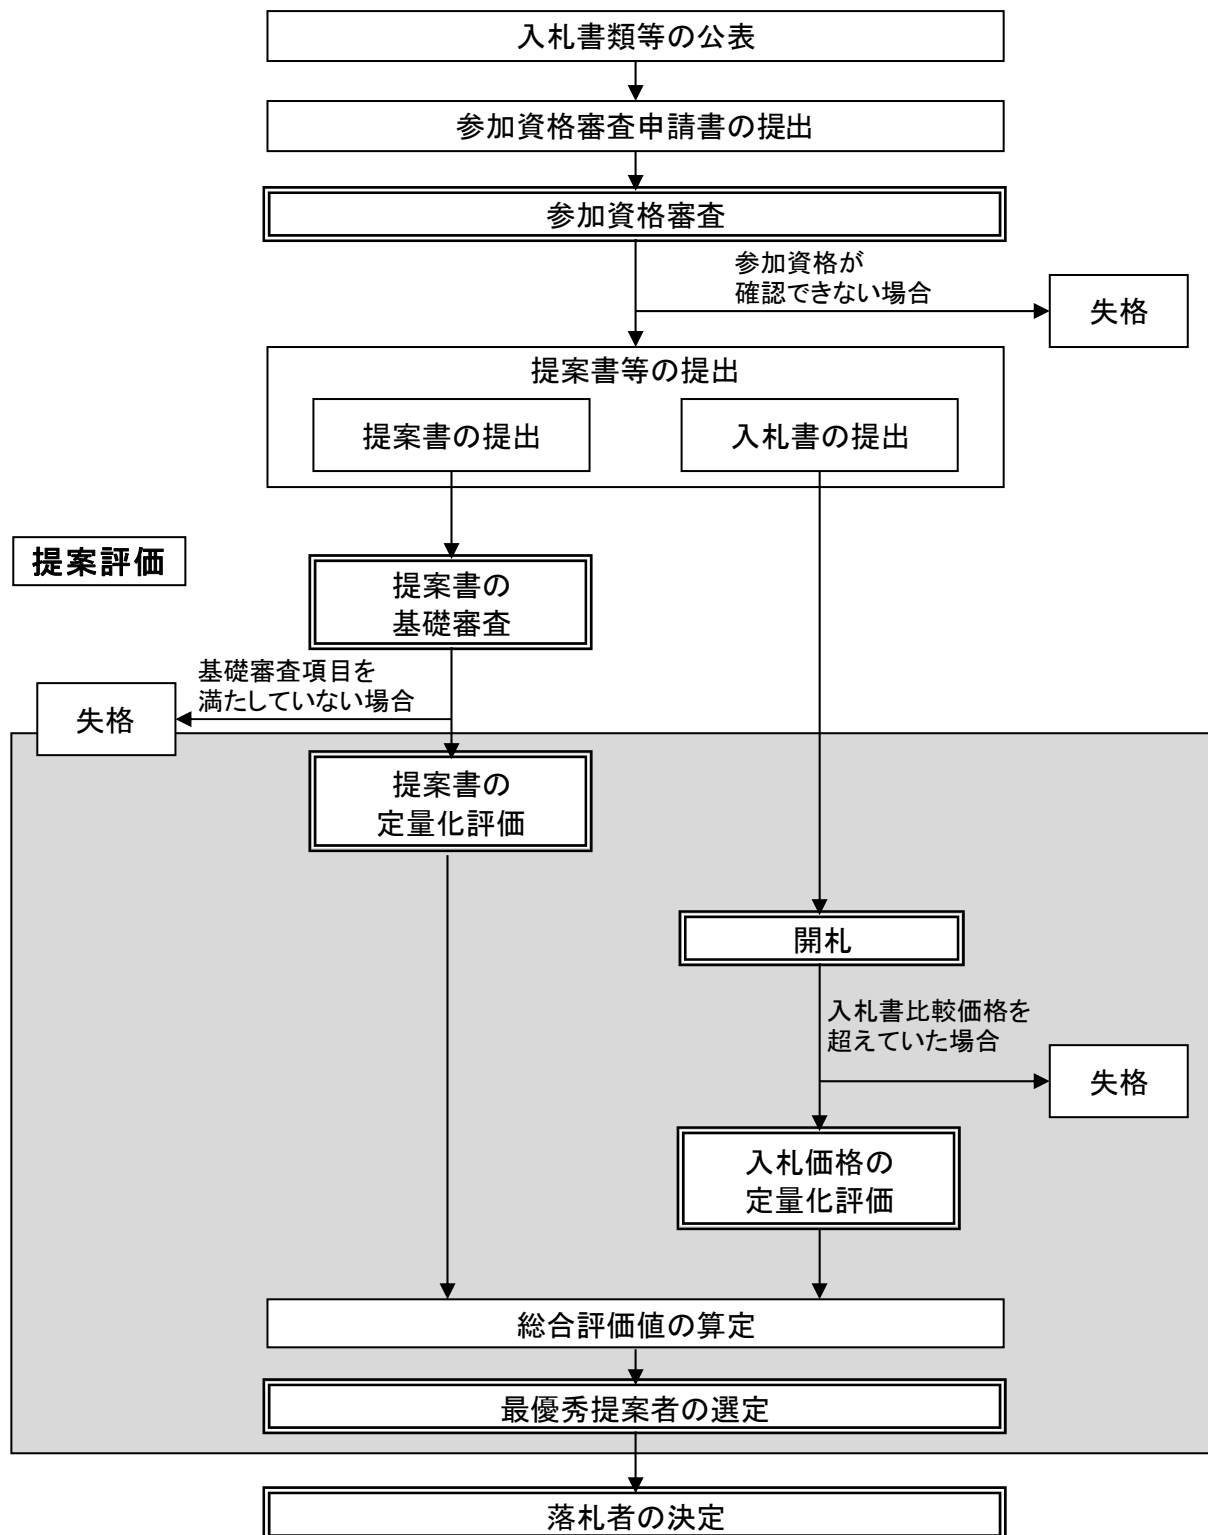 入札書類等の公表
参加資格審査申請書の提出
参加資格審査
参加資格が
確認できない場合
失格
提案書等の提出
提案書の提出
入札書の提出
提案評価
提案書の
基礎審査
基礎審査項目を
満たしていない場合
失格
提案書の
定量化評価
開札
入札書比較価格を
超えていた場合
失格
入札価格の
定量化評価
総合評価値の算定
最優秀提案者の選定
落札者の決定